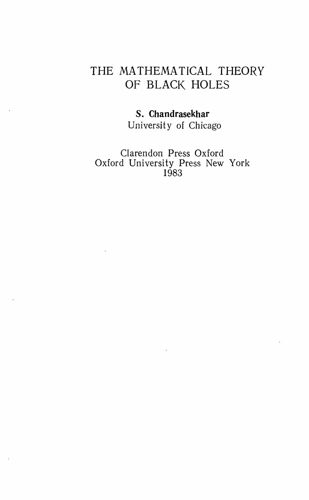 THE MATHEMATICAL THEORY
OF BLACK HOLES
S. Chandrasekhar
University of Chicago
Clarendon Press Oxford
Oxford University Press New York
1983